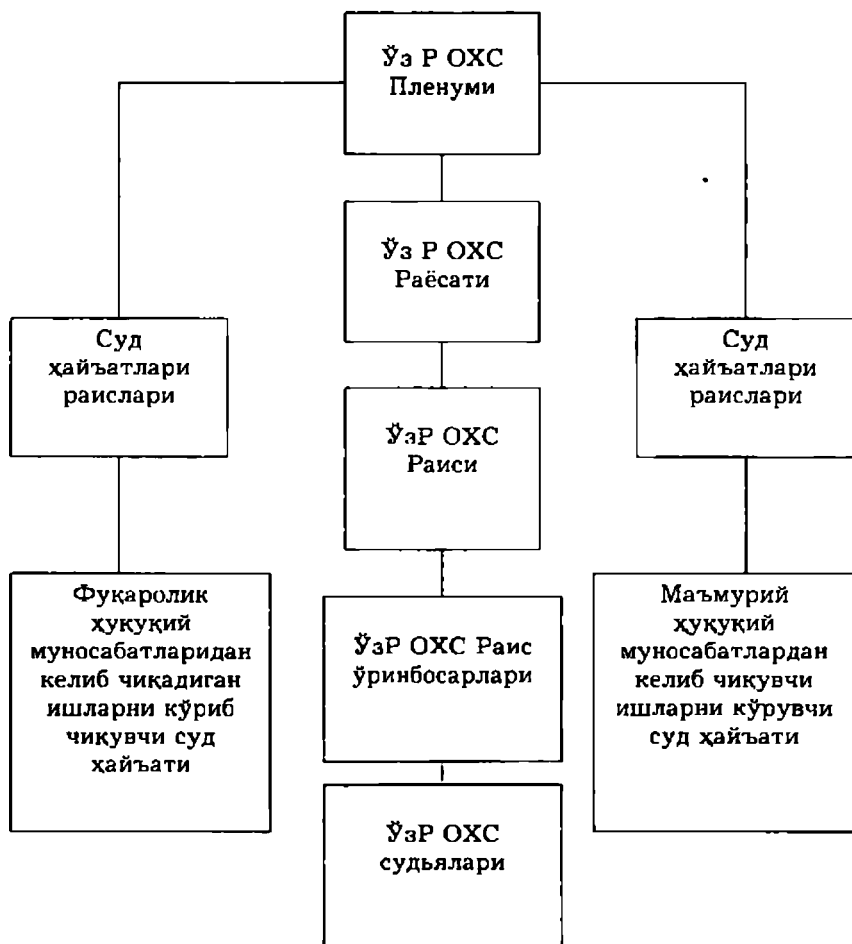 Ўз Р ОХС
Пленуми
Ўз Р ОХС
Раёсати
Суд
ҳайъатлари
раислари
ЎзР ОХС
Раиси
Суд
ҳайъатлари
раислари
Фуқаролик
ҳуқуқий
муносабатларидан
келиб чиқадиган
ишларни кўриб
чиқувчи суд
ҳайъати
ЎзР ОХС Раис
ўринбосарлари
Маъмурий
ҳуқуқий
муносабатлардан
келиб чиқувчи
ишларни кўрувчи
суд ҳайъати
ЎзР ОХС
судьялари